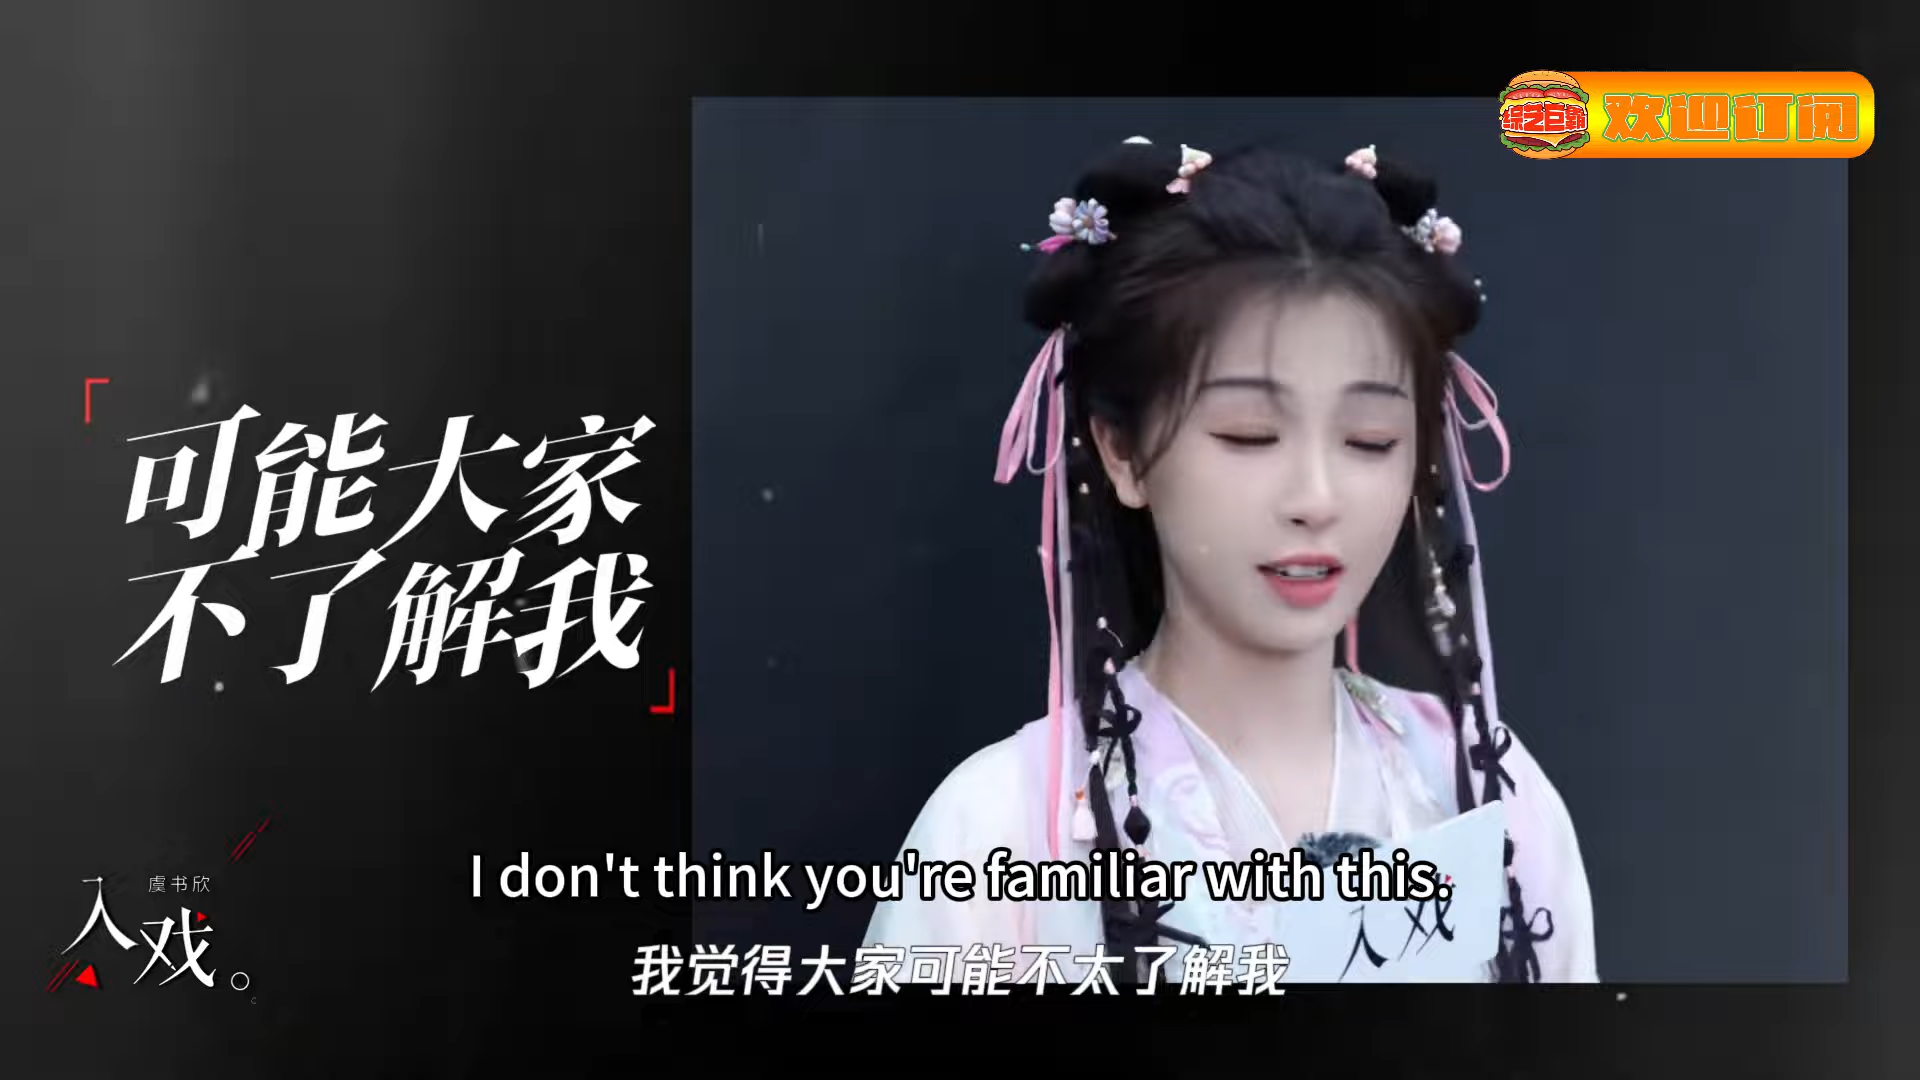 综艺巨霸
欢迎订阅
「可能大家
不了解我」
虞书欣
入戏。
I don't think you're familiar with this.
入戏
我觉得大家可能不太了解我